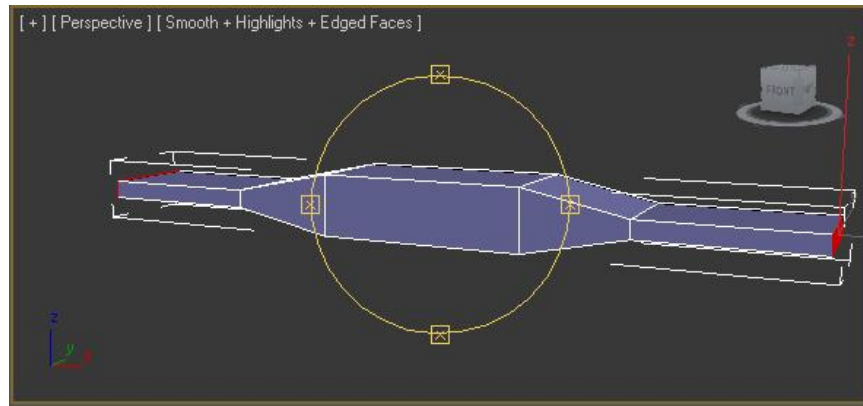 [ + ] [ Perspective ] [ Smooth + Highlights + Edged Faces ]
z
FRONT
z
y
x